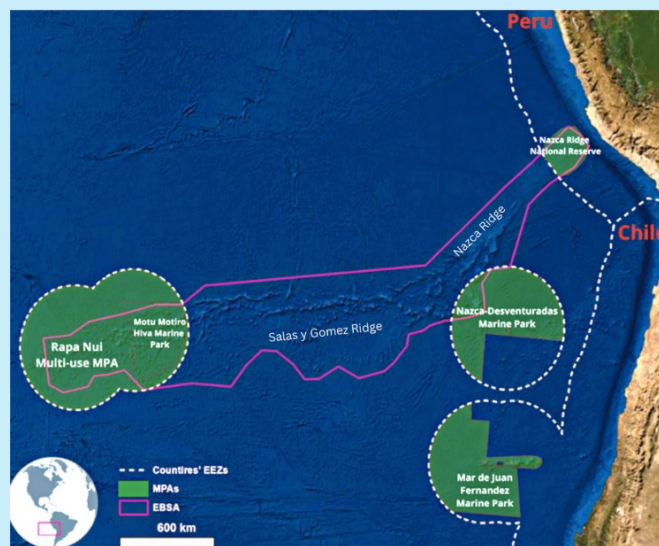 Peru
Nazca Ridge
National Reserve
Nazca Ridge
Chile
Nazca-Desventuradas
Marine Park
Motu Motiro
Hiva Marine
Park
Rapa Nui
Multi-use MPA
Salas y Gomez Ridge
Mar de Juan
Fernandez
Marine Park
Countires' EEZs
MPAs
EBSA
600 km